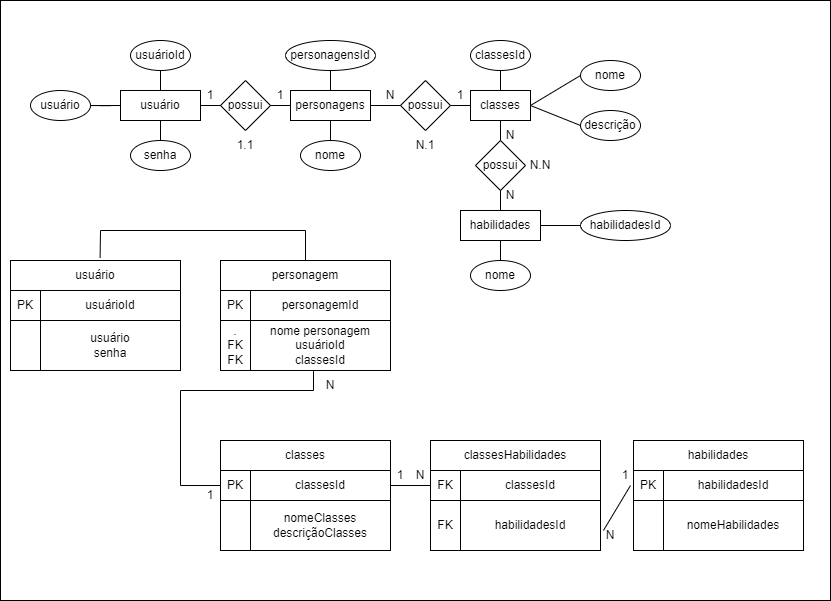 usuárioId
personagensId
classesId
nome
usuário
usuário
1
possui
1
personagens
N
possui
1
classes
descrição
senha
1.1
nome
N.1
N
possui
N.N
N
habilidades
habilidadesId
nome
usuário
PK
usuárioId
usuário
senha
personagem
PK
personagemId
.
nome personagem
FK
usuáriold
FK
classesId
N
1
classes
PK
classesId
nomeClasses
descriçãoClasses
1
N
classesHabilidades
FK
classesId
FK
habilidadesId
N
1
habilidades
PK
habilidadesId
nomeHabilidades